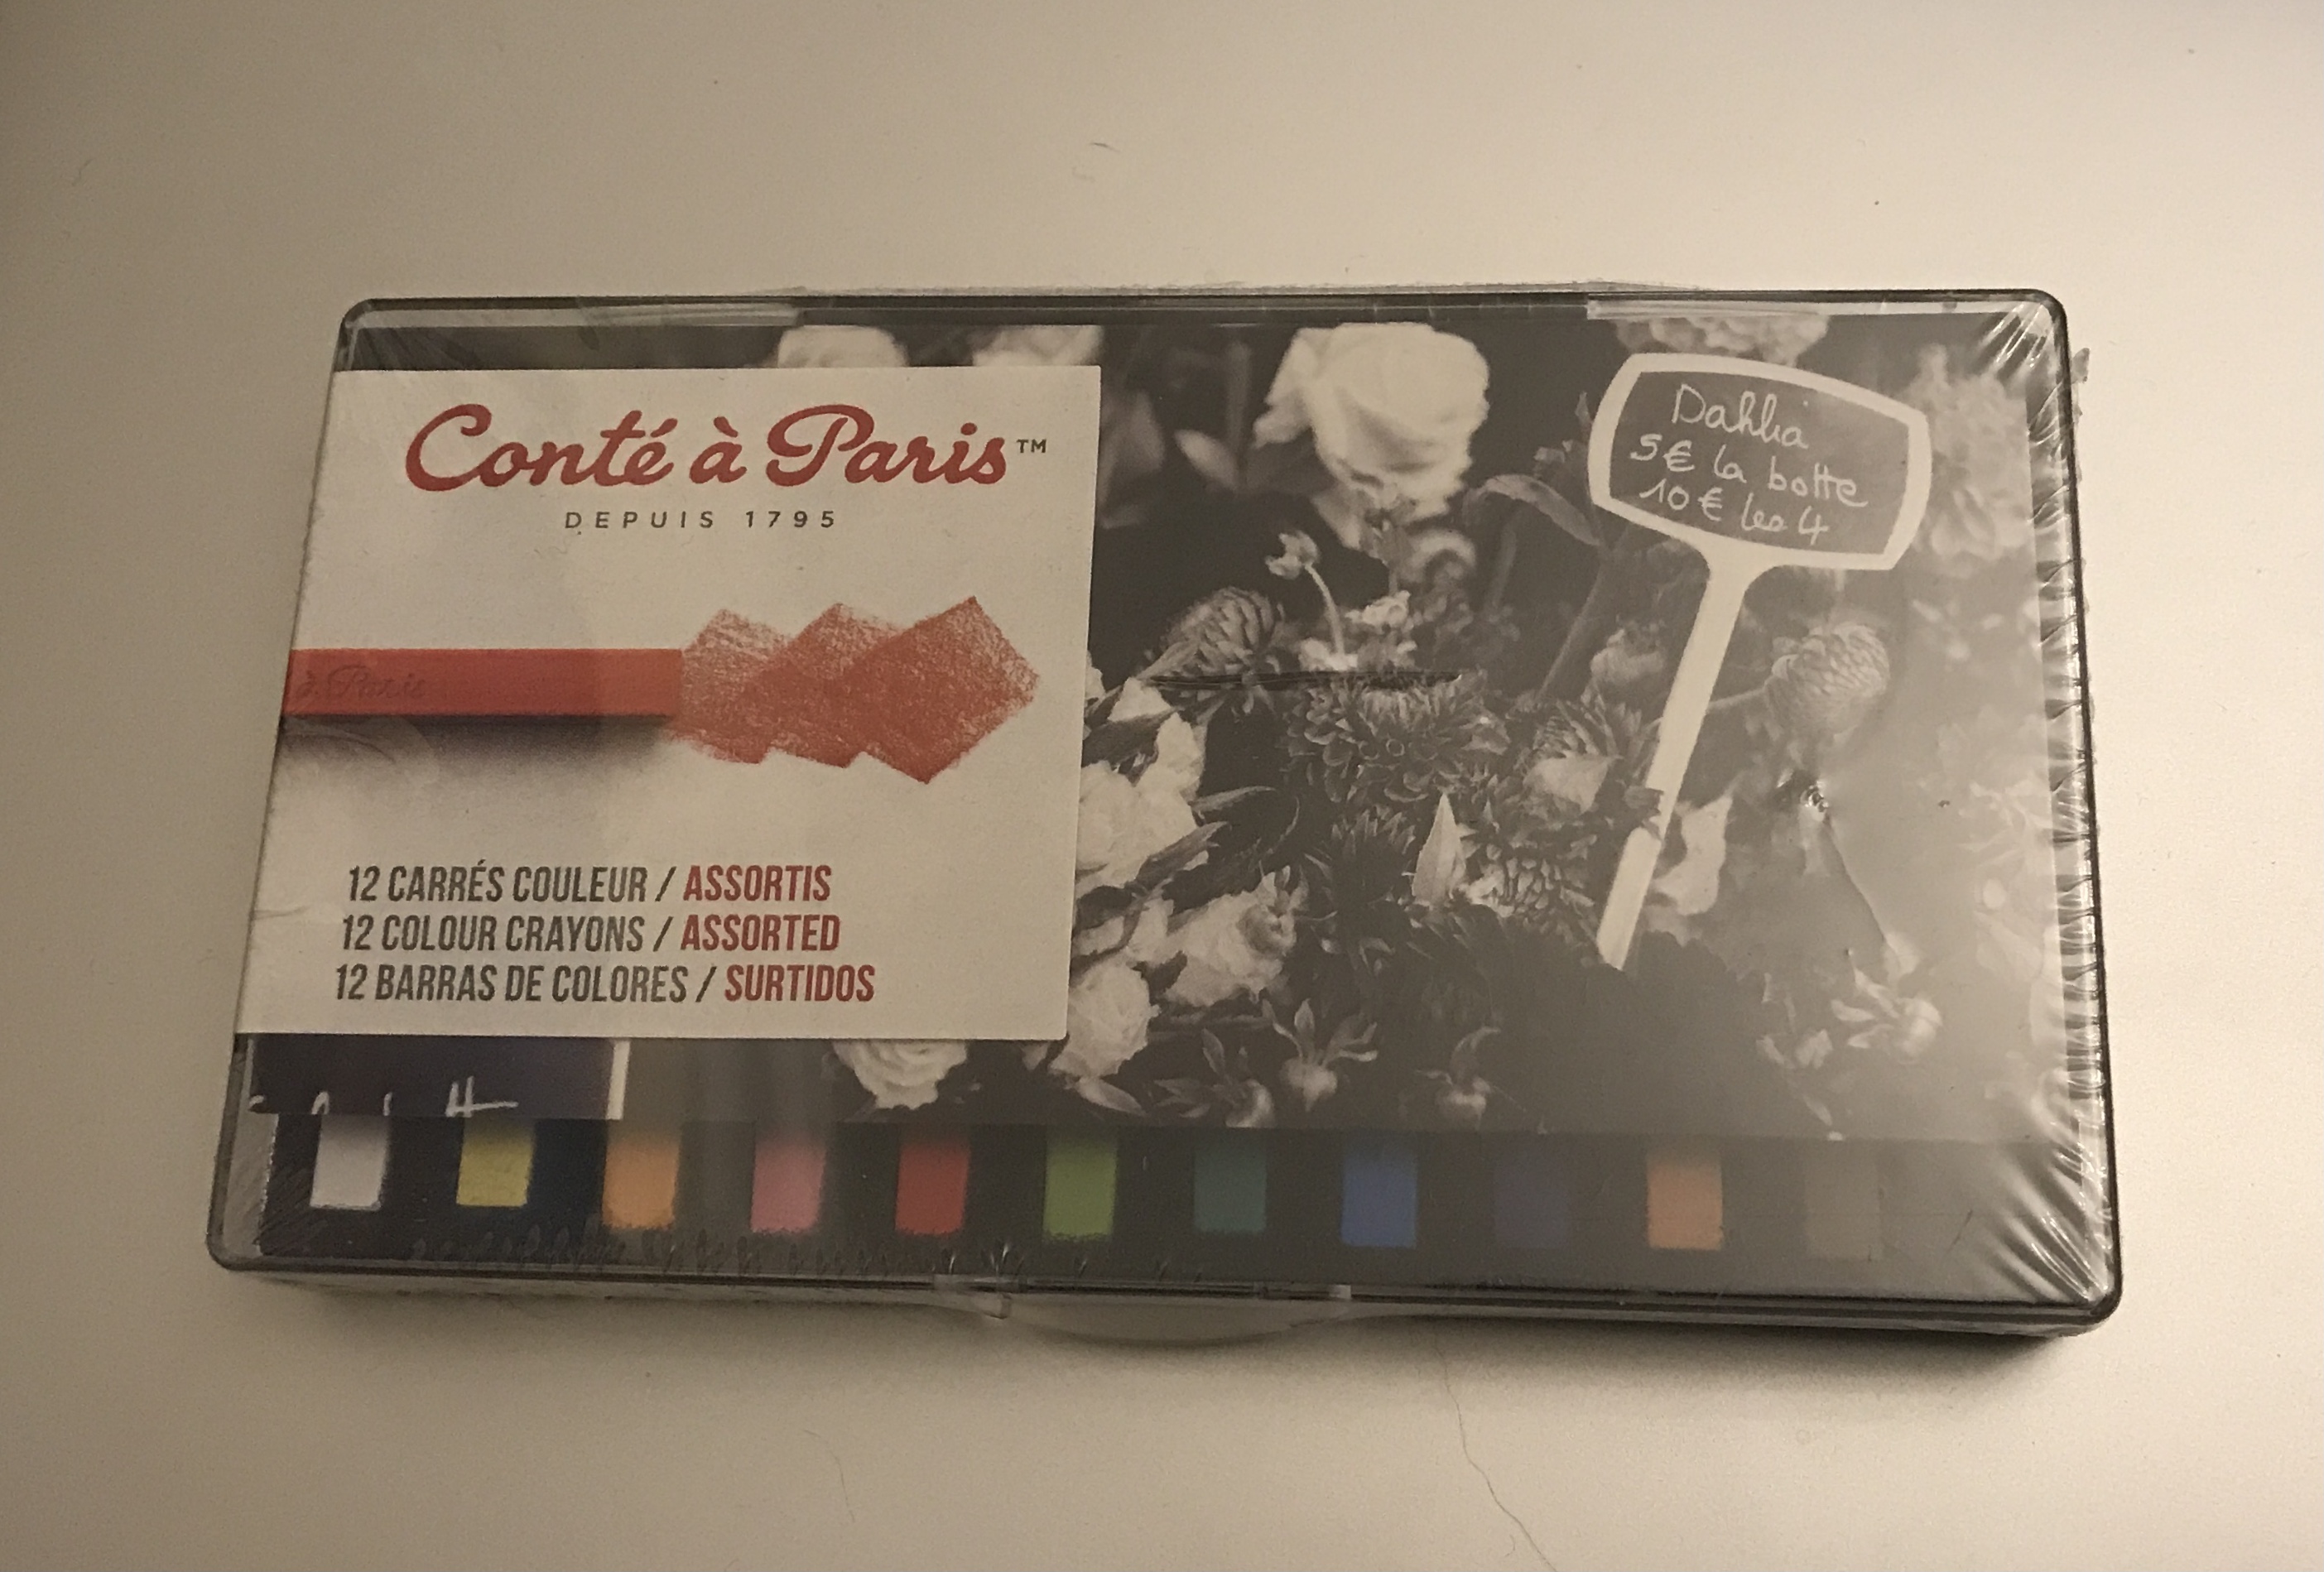 Conté à Paris™
DEPUIS 1795
à Paris
12 CARRÉS COULEUR / ASSORTIS
12 COLOUR CRAYONS / ASSORTED
12 BARRAS DE COLORES / SURTIDOS
Dahlia
5€ la botte
10€ les 4